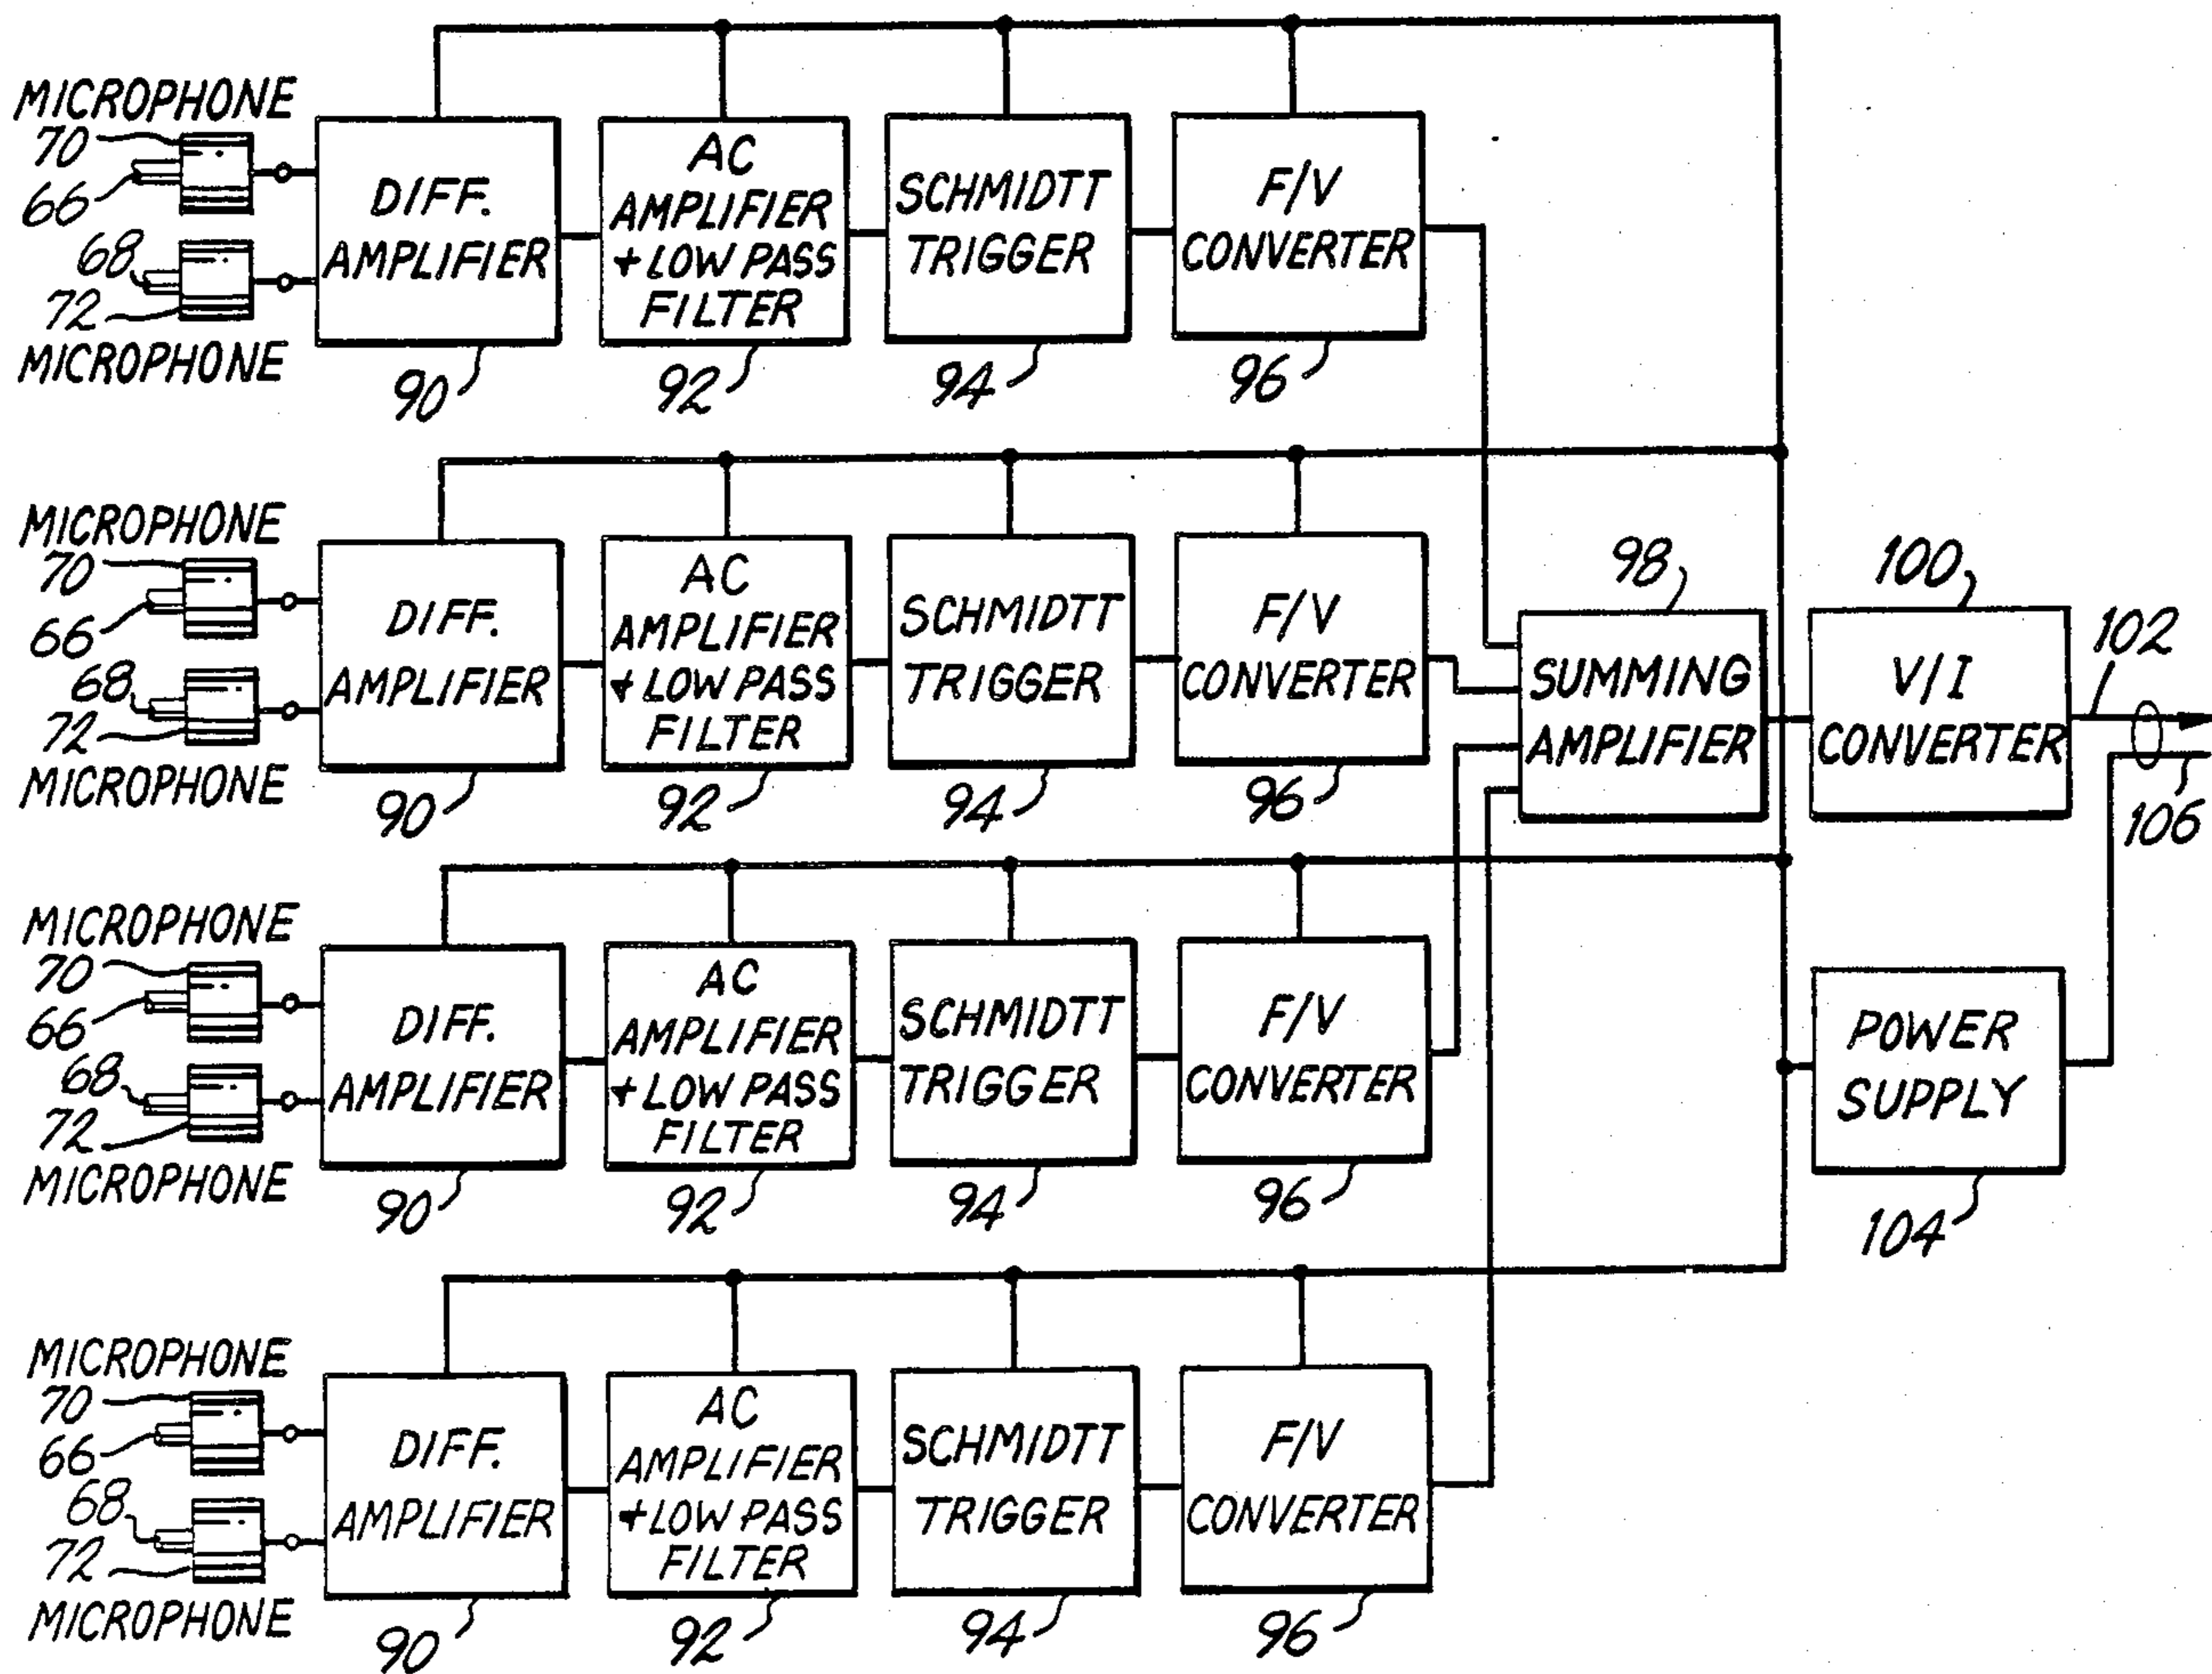 MICROPHONE
70
66
68
72
MICROPHONE
DIFF.
AMPLIFIER
90
AC
AMPLIFIER
+ LOW PASS
FILTER
92
SCHMIDTT
TRIGGER
94
F/V
CONVERTER
96
MICROPHONE
70
66
68
72
MICROPHONE
DIFF.
AMPLIFIER
90
AC
AMPLIFIER
+ LOW PASS
FILTER
92
SCHMIDTT
TRIGGER
94
F/V
CONVERTER
96
98
SUMMING
AMPLIFIER
100
V/I
CONVERTER
102
106
MICROPHONE
70
66
68
72
MICROPHONE
DIFF.
AMPLIFIER
90
AC
AMPLIFIER
+ LOW PASS
FILTER
92
SCHMIDTT
TRIGGER
94
F/V
CONVERTER
96
POWER
SUPPLY
104
MICROPHONE
70
66
68
72
MICROPHONE
DIFF.
AMPLIFIER
90
AC
AMPLIFIER
+ LOW PASS
FILTER
92
SCHMIDTT
TRIGGER
94
F/V
CONVERTER
96